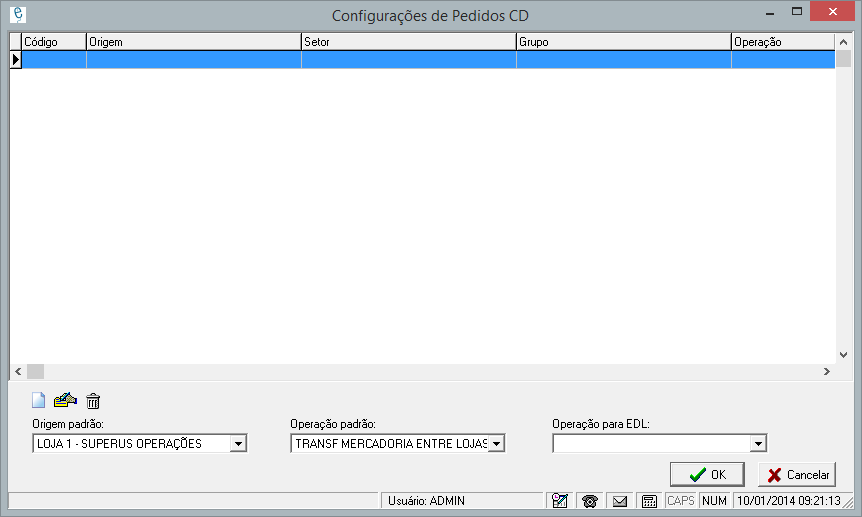 Configurações de Pedidos CD
Código Origem Setor Grupo Operação
Origem padrão: Operação padrão: Operação para EDL:
LOJA 1 - SUPERUS OPERAÇÕES TRANSF MERCADORIA ENTRE LOJAS
OK Cancelar
Usuário: ADMIN CAPS NUM 10/01/2014 09:21:13